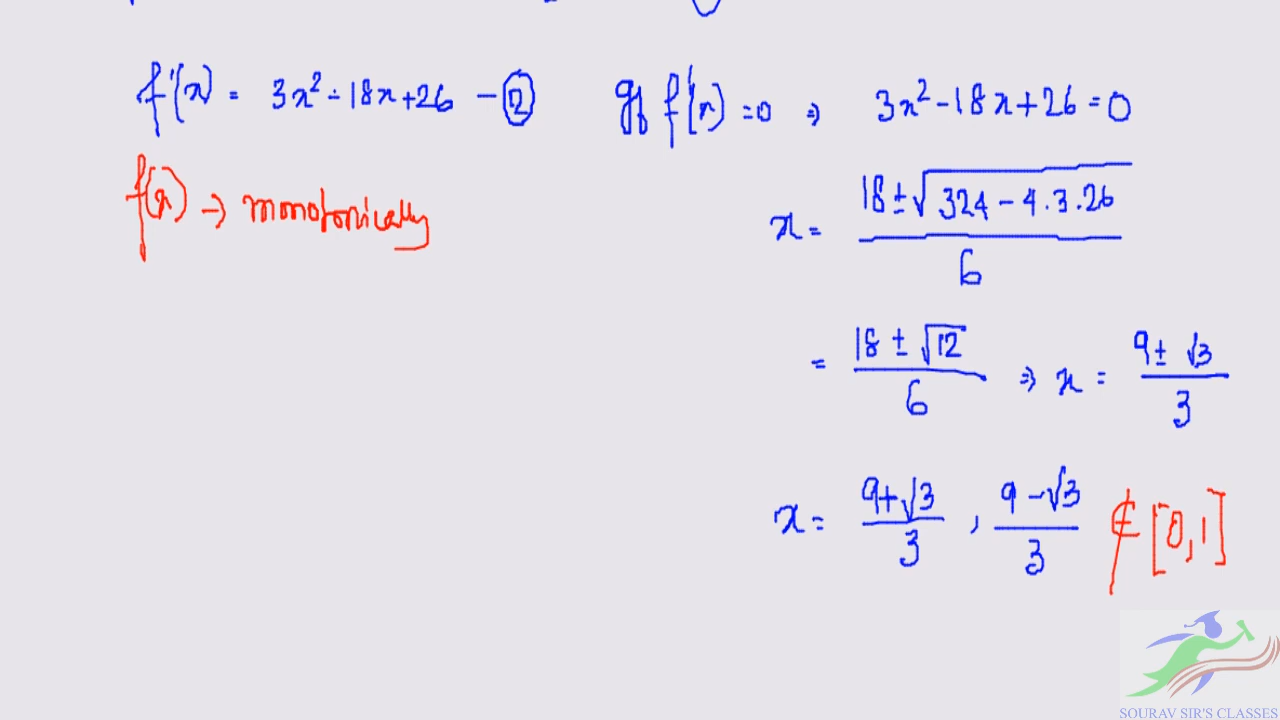 f'(x) = 3x² - 18x + 26 - ② If f'(x) = 0 ⇒ 3x² - 18x + 26 = 0
f(x) → monotonically
x = (18 ± √(324 - 4.3.26))/6
= (18 ± √12)/6 ⇒ x = (9 ± √3)/3
x = (9+√3)/3 , (9-√3)/3 ∉ [0,1]
SOURAV SIR'S CLASSES